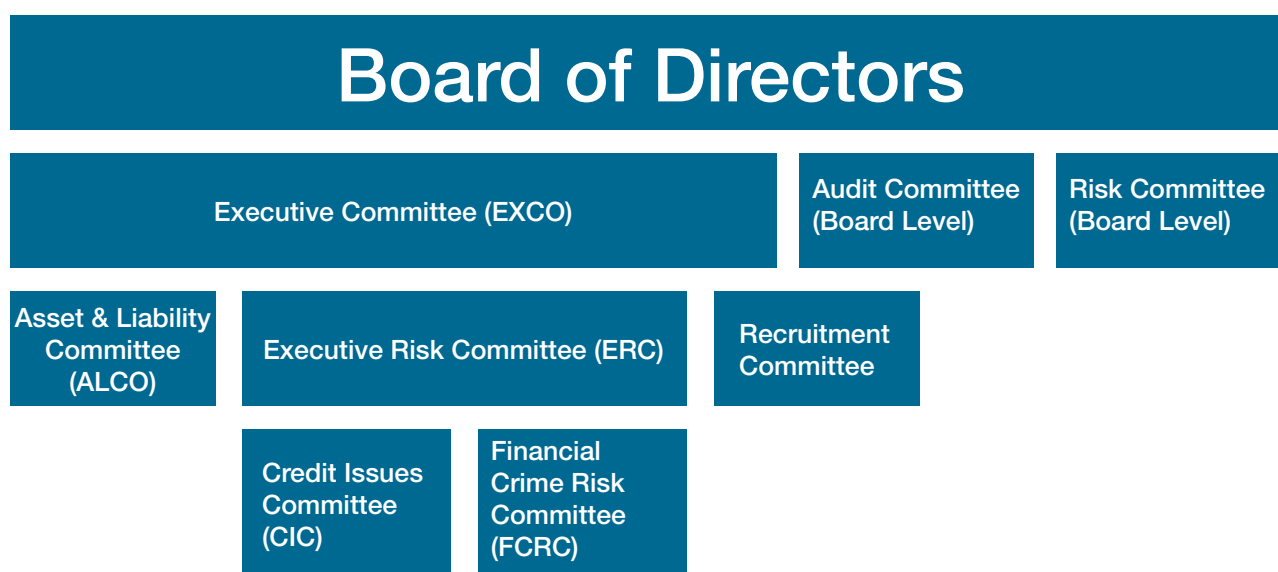 Board of Directors
Executive Committee (EXCO)
Audit Committee
(Board Level)
Risk Committee
(Board Level)
Asset & Liability
Committee
(ALCO)
Executive Risk Committee (ERC)
Recruitment
Committee
Credit Issues
Committee
(CIC)
Financial
Crime Risk
Committee
(FCRC)